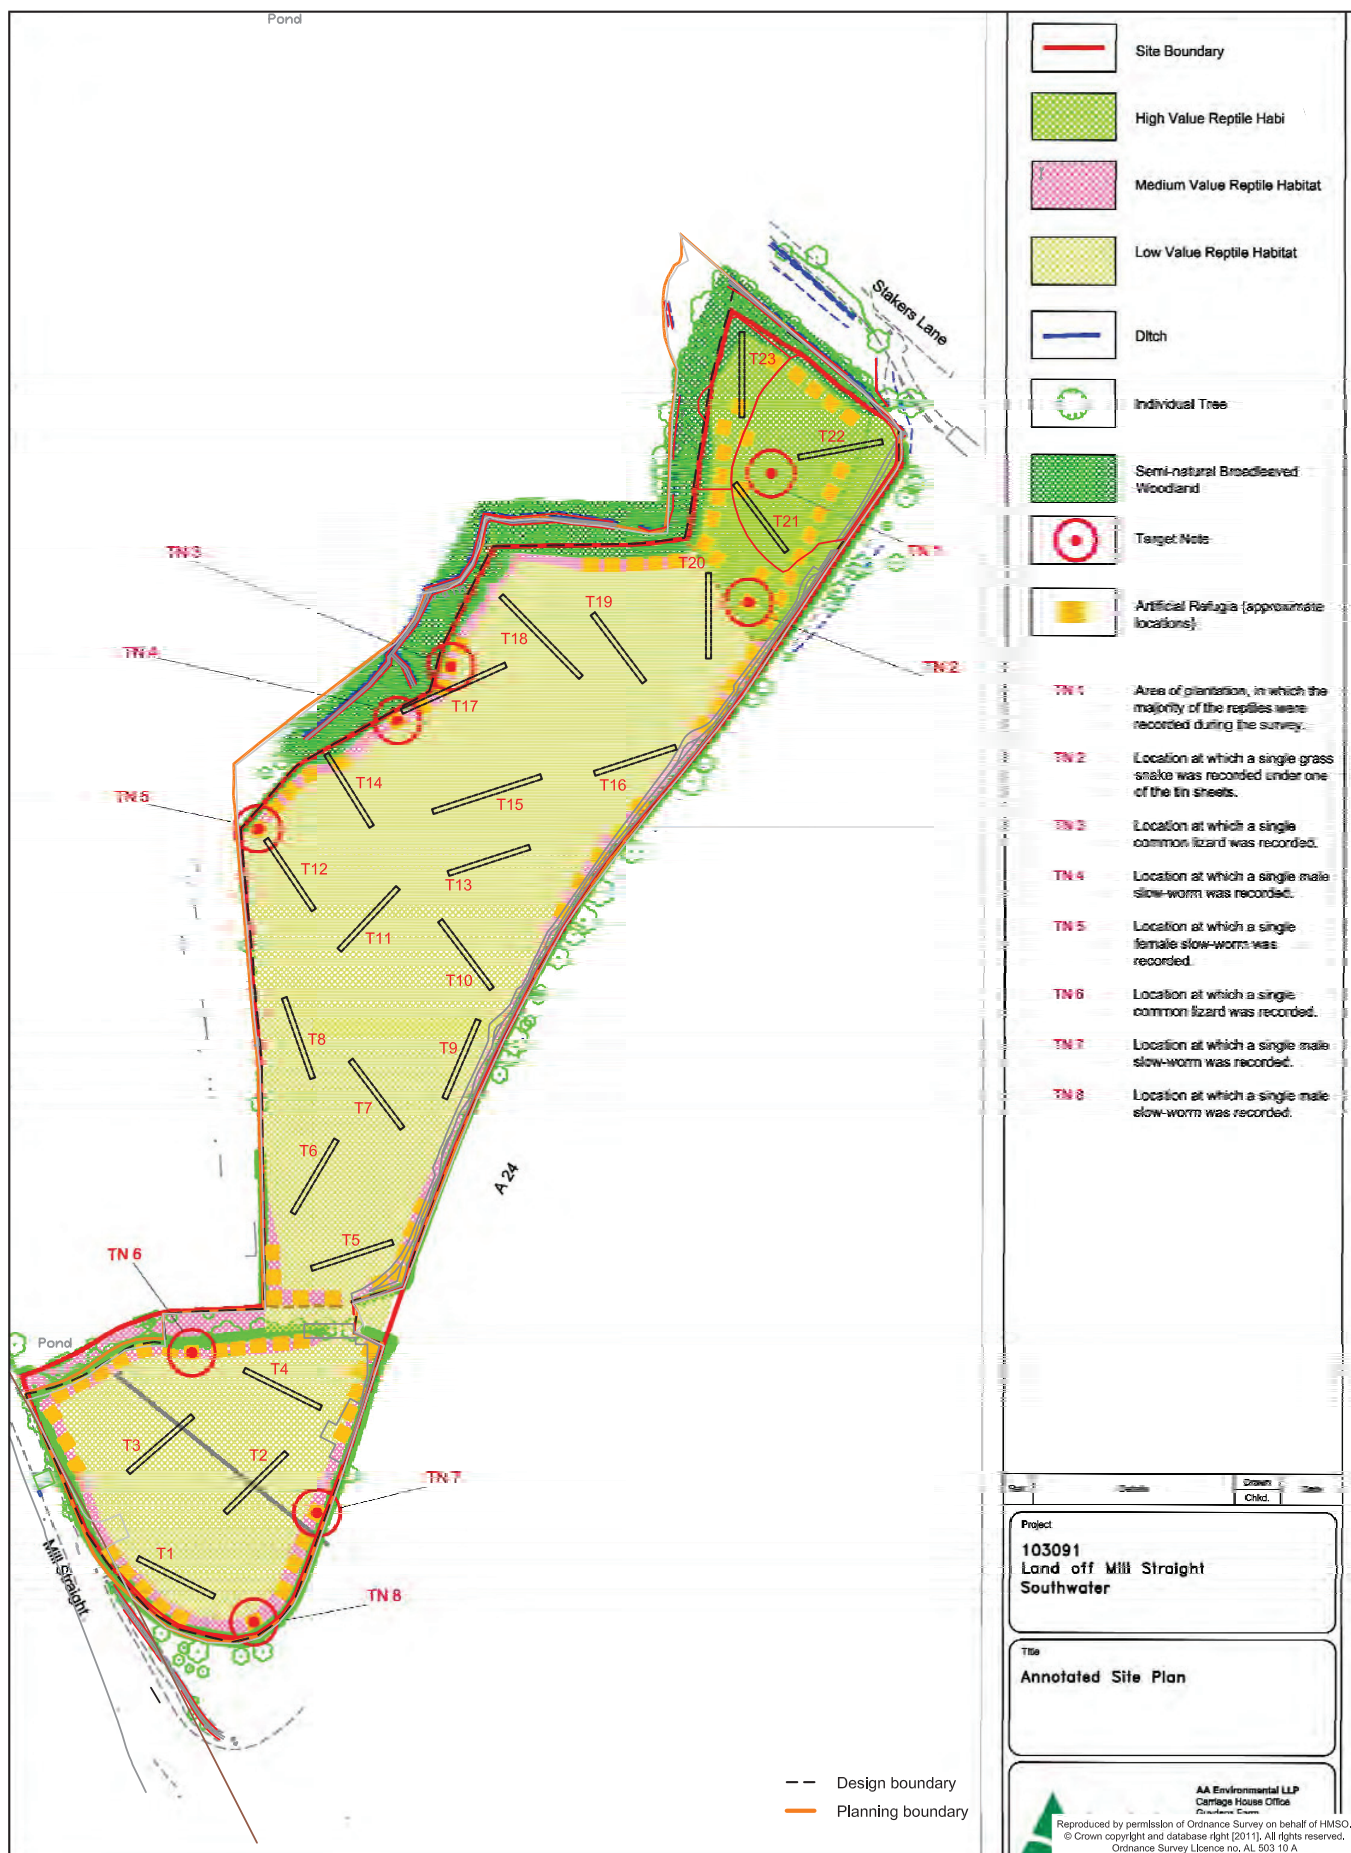 Pond
Site Boundary
High Value Reptile Habi
Medium Value Reptile Habitat
Low Value Reptile Habitat
Ditch
Individual Tree
Semi-natural Broadleaved
Woodland
Target Note
Artificial Refugia (approximate
locations)
TN 1
Area of plantation, in which the
majority of the reptiles were
recorded during the survey.
TN 2
Location at which a single grass
snake was recorded under one
of the tin sheets.
TN 3
Location at which a single
common lizard was recorded.
TN 4
Location at which a single male
slow-worm was recorded.
TN 5
Location at which a single
female slow-worm was
recorded.
TN 6
Location at which a single
common lizard was recorded.
TN 7
Location at which a single male
slow-worm was recorded.
TN 8
Location at which a single male
slow-worm was recorded.
Stakers Lane
T23
T22
T21
TN 1
T20
TN 3
T19
T18
TN 4
TN 2
T17
T14
T16
T15
TN 5
T12
T13
T11
T10
T8
T9
T7
T6
A 24
T5
TN 6
Pond
T4
T3
T2
TN 7
T1
Mill Straight
TN 8
Design boundary
Planning boundary
Details
Drawn
Chkd.
Date
Project
103091
Land off Mill Straight
Southwater
Title
Annotated Site Plan
AA Environmental LLP
Carriage House Office
Reproduced by permission of Ordnance Survey on behalf of HMSO.
© Crown copyright and database right [2011]. All rights reserved.
Ordnance Survey Licence no. AL 503 10 A